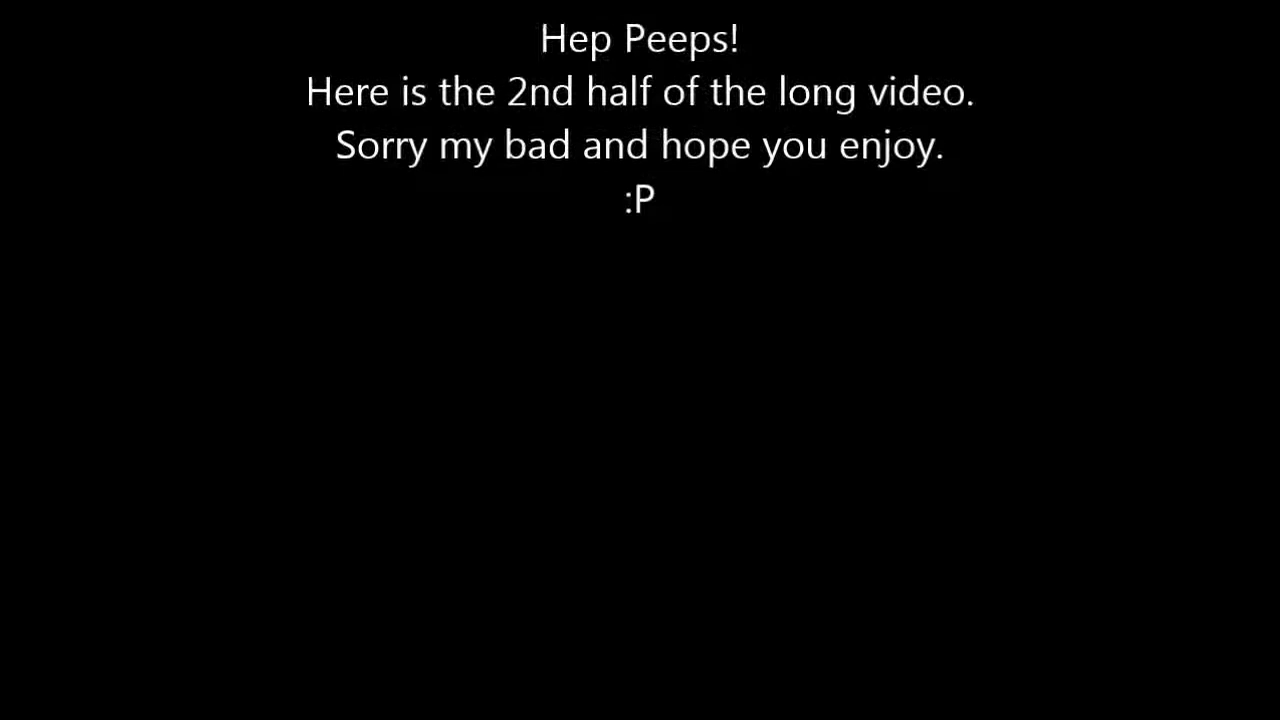 Hep Peeps!
Here is the 2nd half of the long video.
Sorry my bad and hope you enjoy.
:P